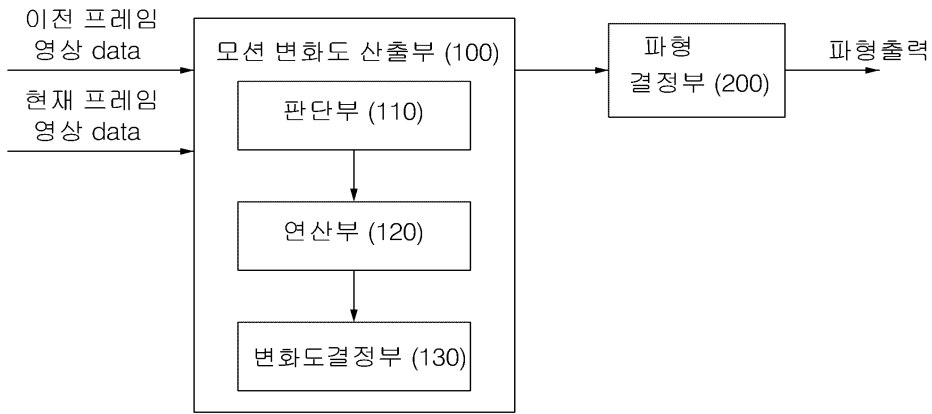 이전 프레임
영상 data
현재 프레임
영상 data
모션 변화도 산출부 (100)
판단부 (110)
연산부 (120)
변화도결정부 (130)
파형
결정부 (200)
파형출력